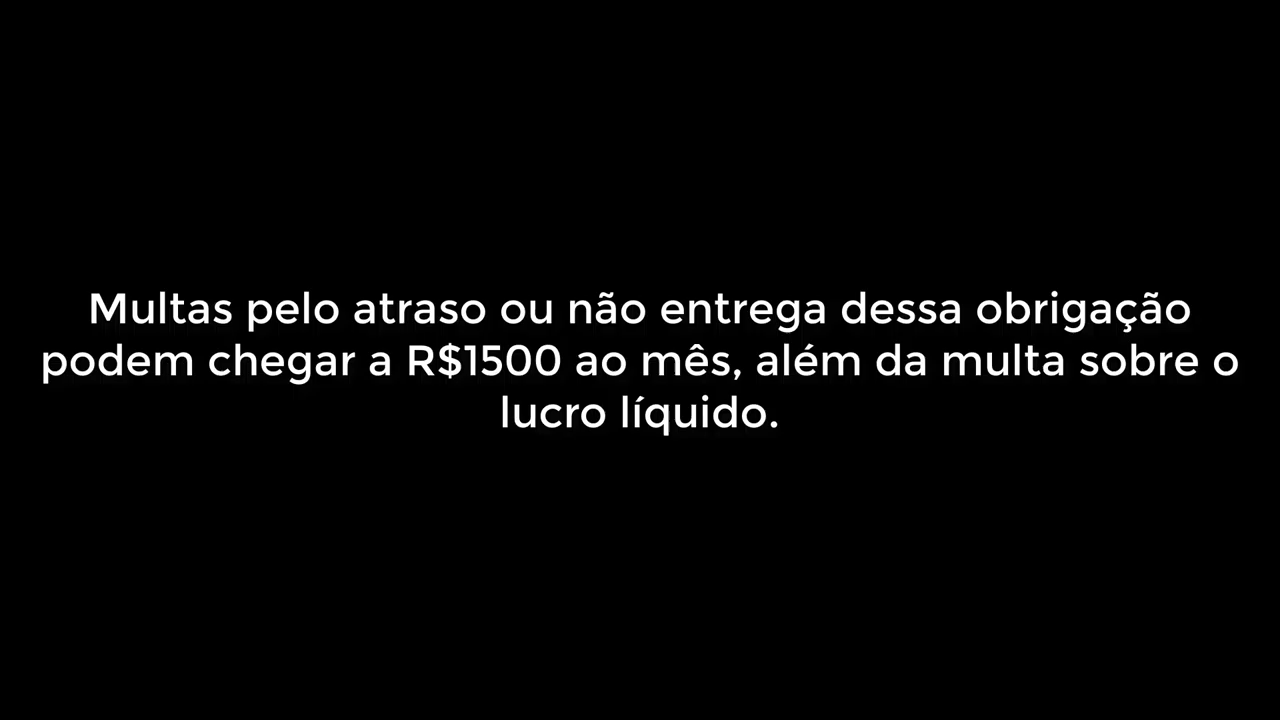 Multas pelo atraso ou não entrega dessa obrigação
podem chegar a R$1500 ao mês, além da multa sobre o
lucro líquido.